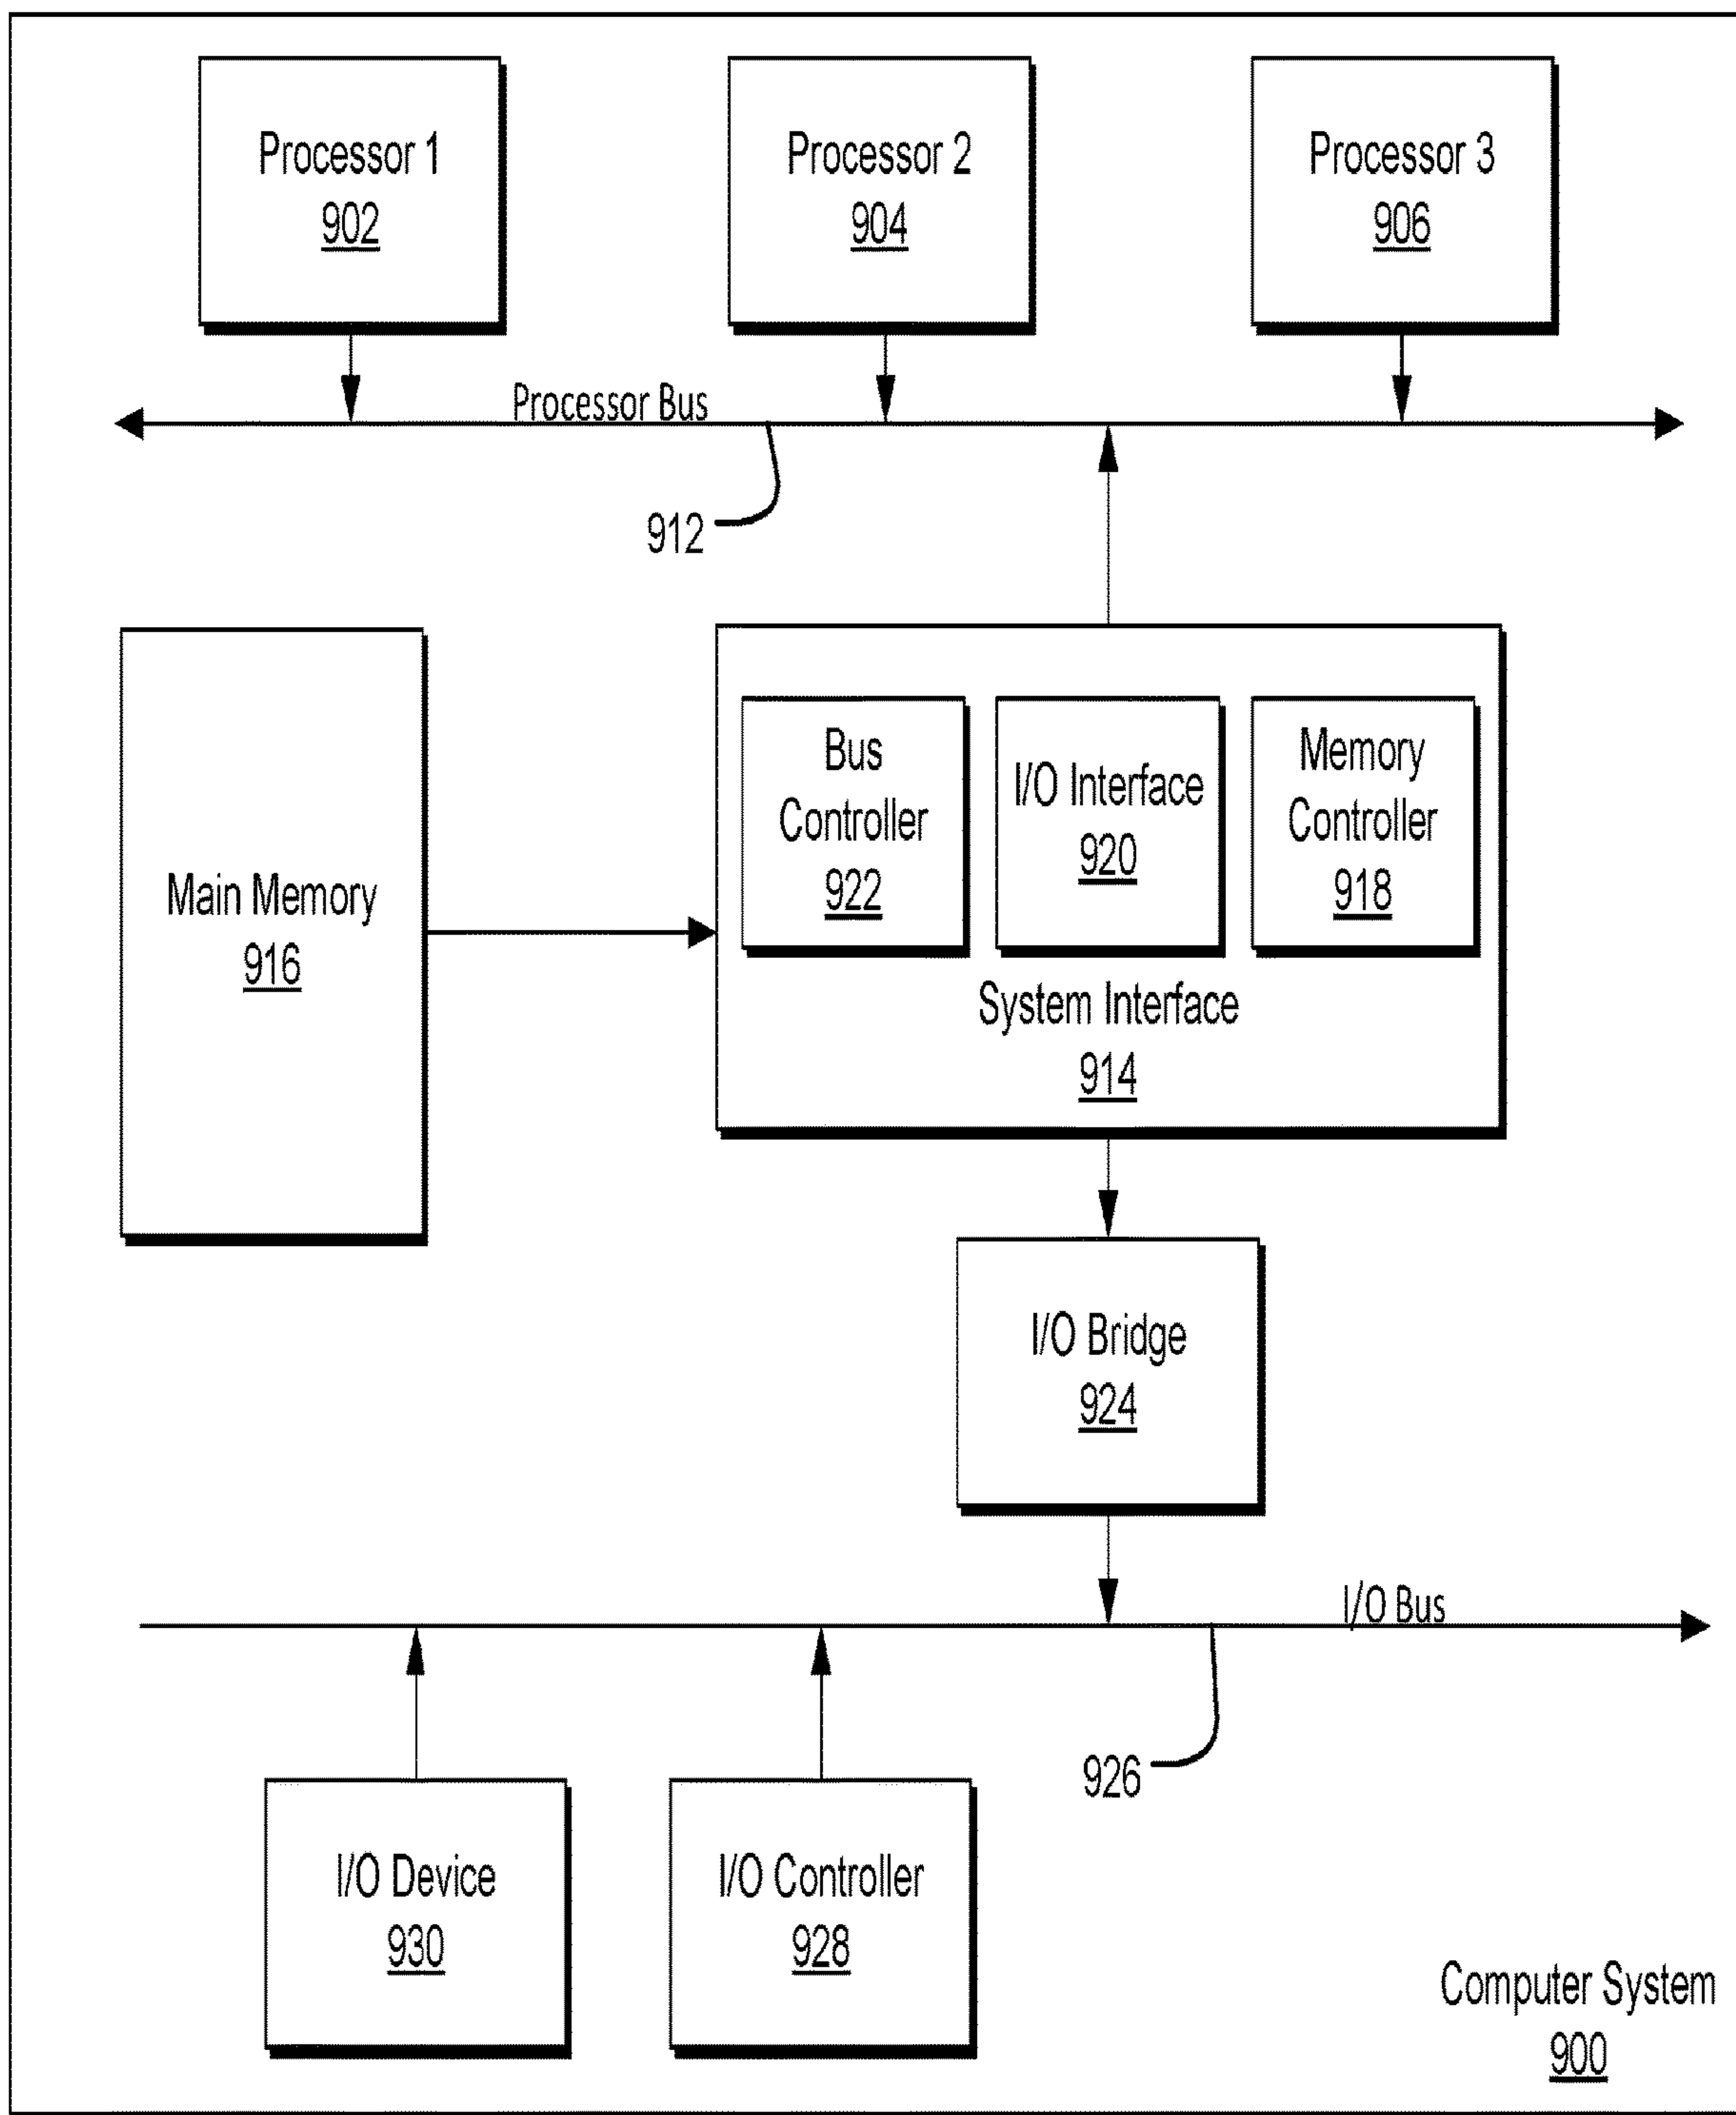 Processor 1
902
Processor 2
904
Processor 3
906
Processor Bus
912
Main Memory
916
Bus
Controller
922
I/O Interface
920
Memory
Controller
918
System Interface
914
I/O Bridge
924
I/O Bus
926
I/O Device
930
I/O Controller
928
Computer System
900